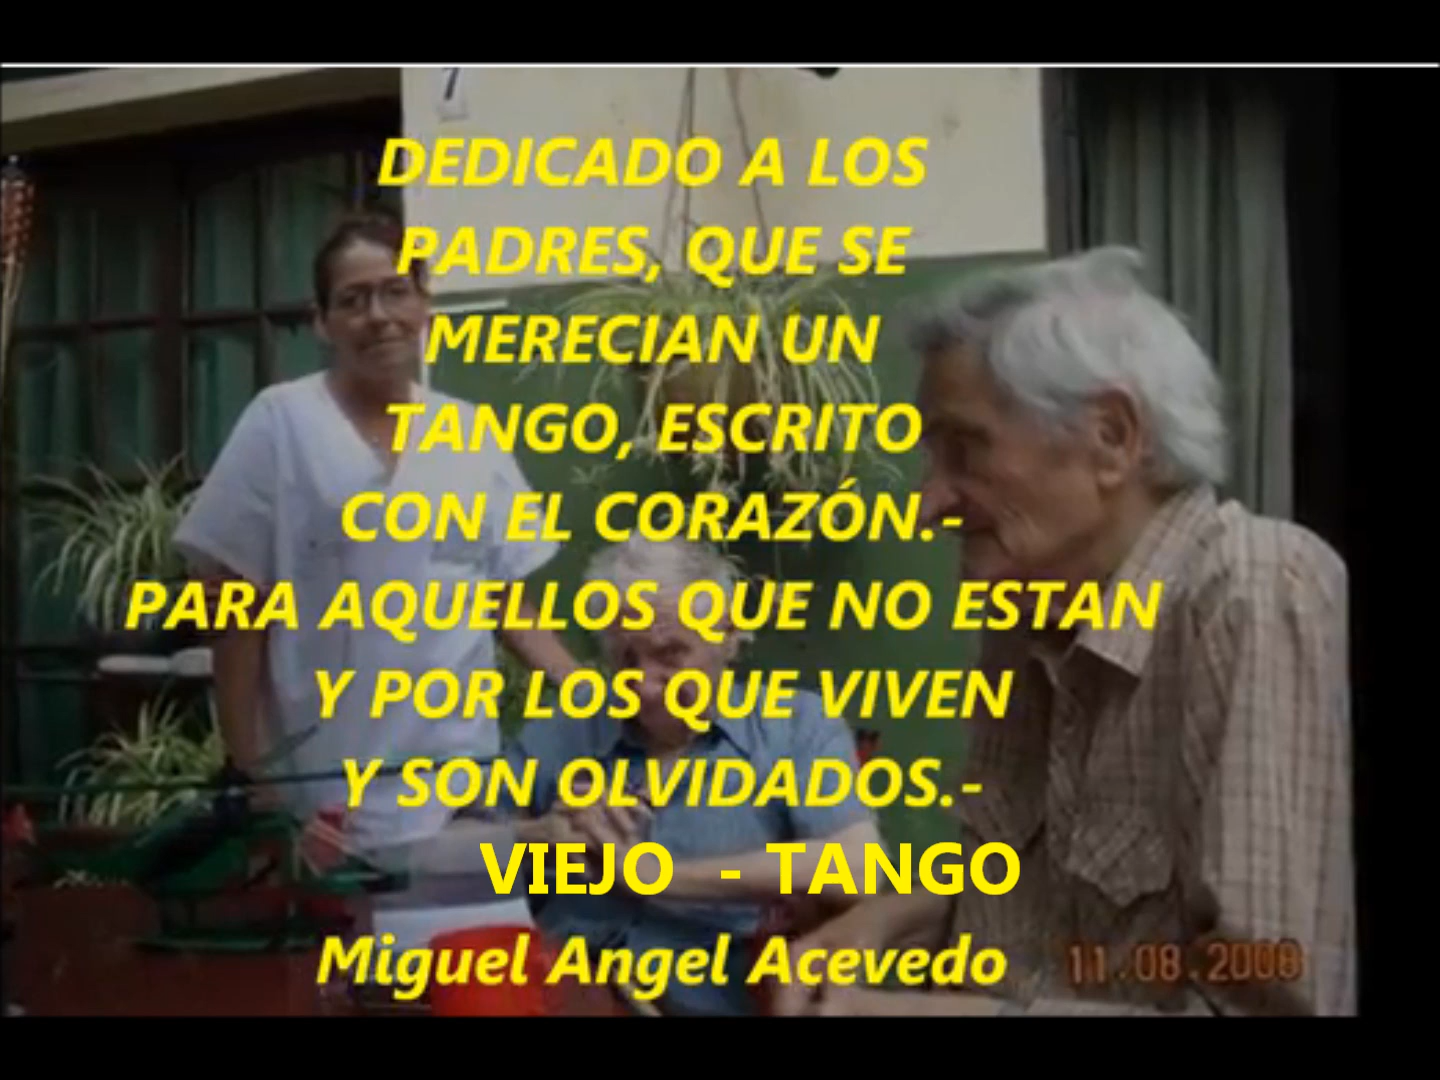 7
DEDICADO A LOS
PADRES, QUE SE
MERECIAN UN
TANGO, ESCRITO
CON EL CORAZÓN.-
PARA AQUELLOS QUE NO ESTAN
Y POR LOS QUE VIVEN
Y SON OLVIDADOS.-
VIEJO - TANGO
Miguel Angel Acevedo
11.08.2008